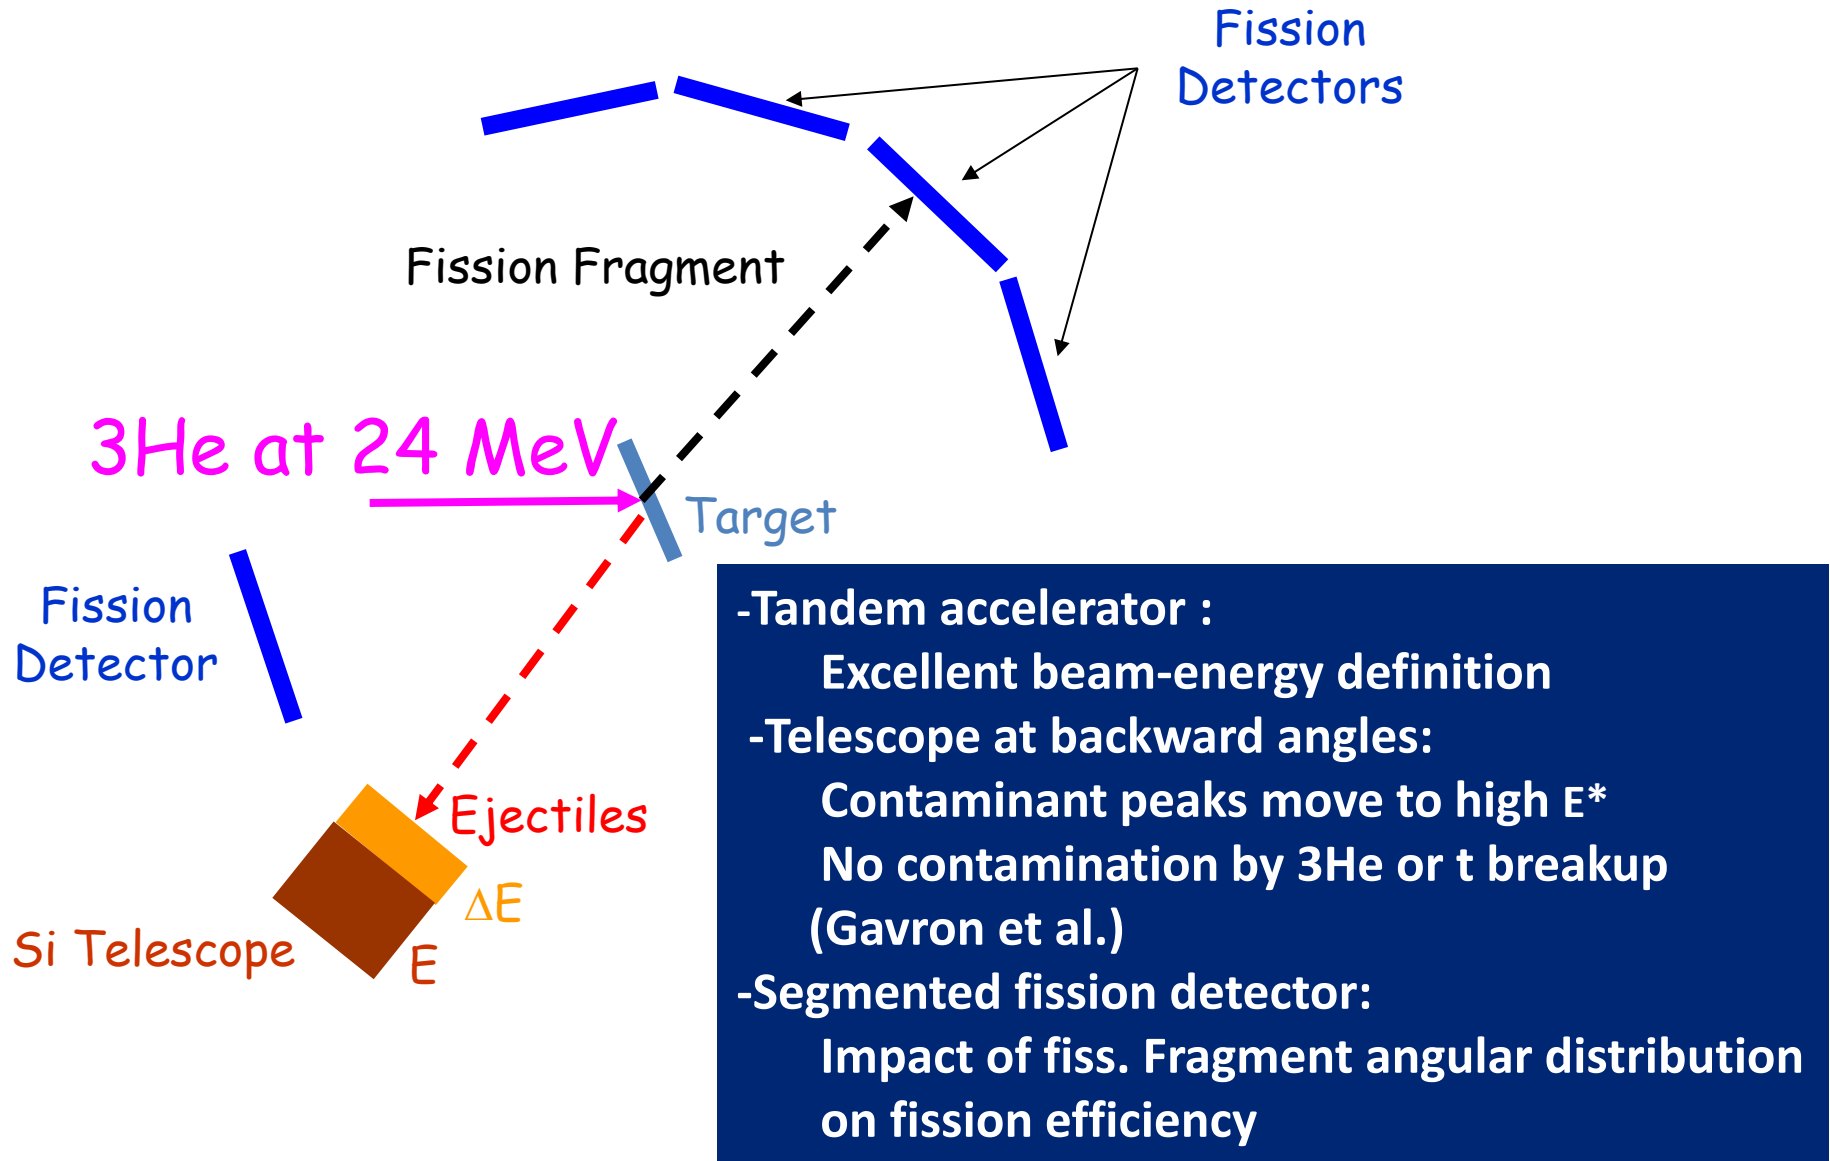 Fission
Detectors
Fission Fragment
3He at 24 MeV
Target
Fission
Detector
Ejectiles
ΔE
E
Si Telescope
-Tandem accelerator :
Excellent beam-energy definition
-Telescope at backward angles:
Contaminant peaks move to high E*
No contamination by 3He or t breakup
(Gavron et al.)
-Segmented fission detector:
Impact of fiss. Fragment angular distribution
on fission efficiency